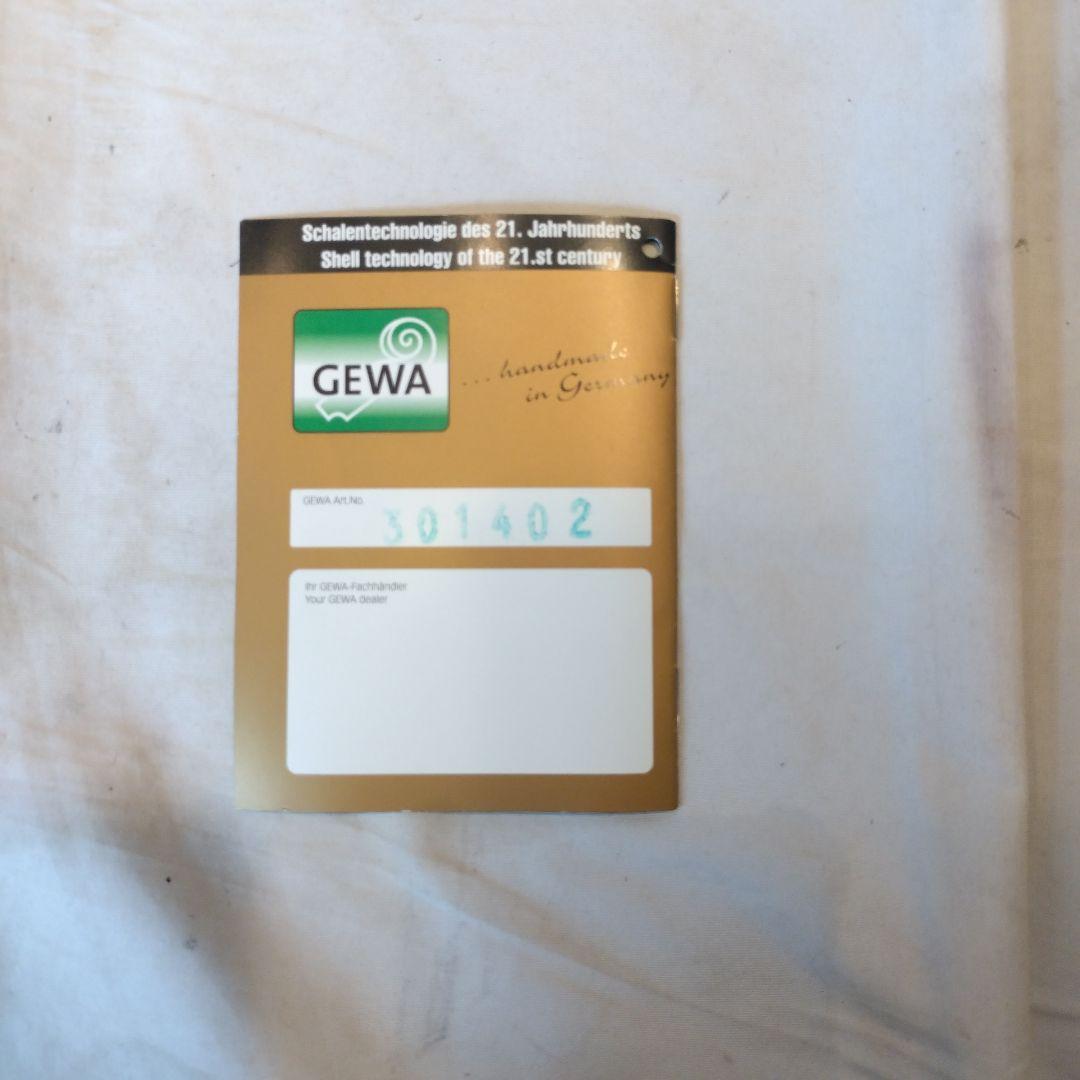 Schalentechnologie des 21. Jahrhunderts
Shell technology of the 21.st century
GEWA
...handmade
in Germany
GEWA Art.No.
301402
Ihr GEWA-Fachhändler
Your GEWA dealer